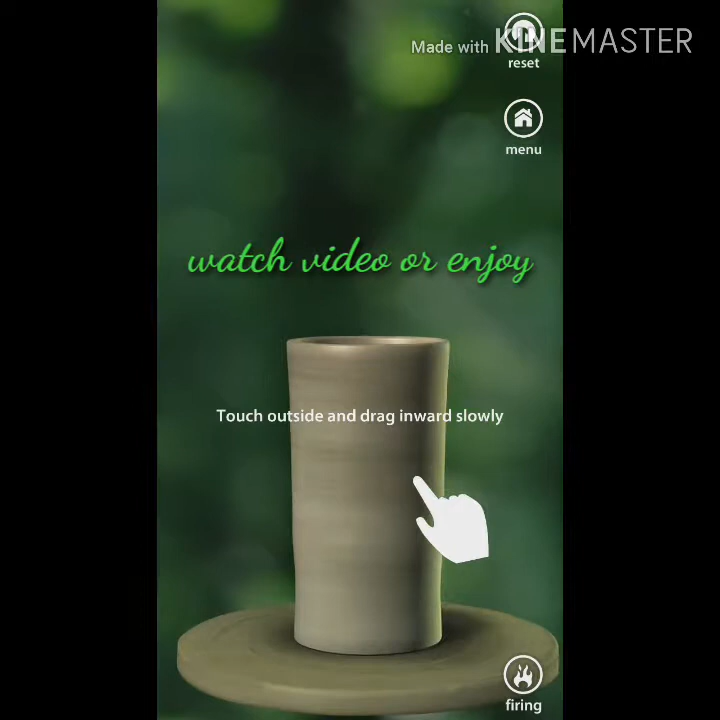 Made with KINEMASTER
reset
menu
watch video or enjoy
Touch outside and drag inward slowly
firing